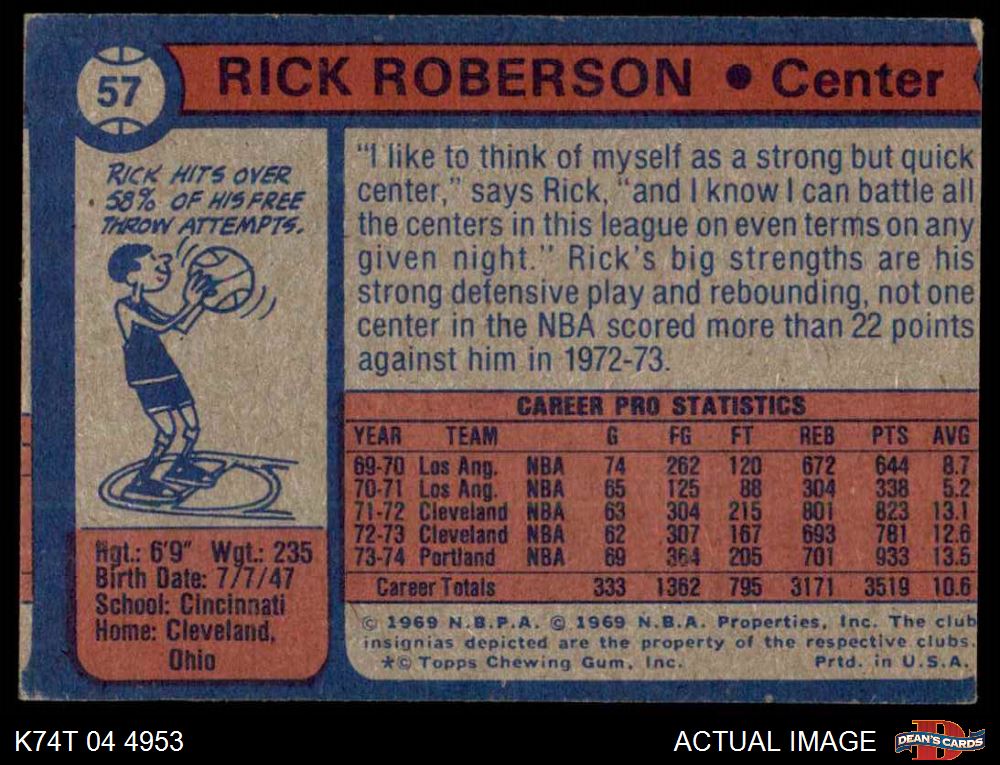 57
RICK ROBERSON • Center
RICK HITS OVER
58% OF HIS FREE
THROW ATTEMPTS.
"I like to think of myself as a strong but quick
center," says Rick, "and I know I can battle all
the centers in this league on even terms on any
given night." Rick's big strengths are his
strong defensive play and rebounding, not one
center in the NBA scored more than 22 points
against him in 1972-73.
CAREER PRO STATISTICS
YEAR TEAM G FG FT REB PTS AVG
69-70 Los Ang. NBA 74 262 120 672 644 8.7
70-71 Los Ang. NBA 65 125 88 304 338 5.2
71-72 Cleveland NBA 63 304 215 801 823 13.1
72-73 Cleveland NBA 62 307 167 693 781 12.6
73-74 Portland NBA 69 364 205 701 933 13.5
Career Totals 333 1362 795 3171 3519 10.6
Hgt.: 6'9" Wgt.: 235
Birth Date: 7/7/47
School: Cincinnati
Home: Cleveland,
Ohio
© 1969 N.B.P.A. © 1969 N.B.A. Properties, Inc. The club
insignias depicted are the property of the respective clubs.
*© Topps Chewing Gum, Inc. Prtd. in U.S.A.
K74T 04 4953
ACTUAL IMAGE
DEAN'S CARDS